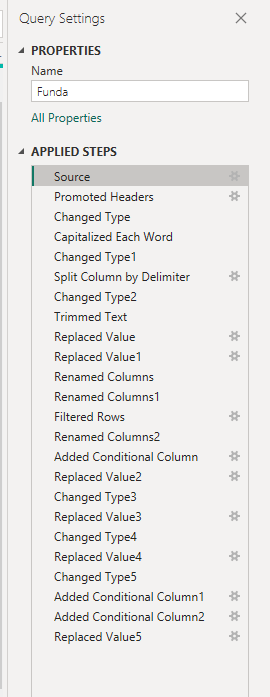 Query Settings
PROPERTIES
Name
Funda
All Properties
APPLIED STEPS
Source
Promoted Headers
Changed Type
Capitalized Each Word
Changed Type1
Split Column by Delimiter
Changed Type2
Trimmed Text
Replaced Value
Replaced Value1
Renamed Columns
Renamed Columns1
Filtered Rows
Renamed Columns2
Added Conditional Column
Replaced Value2
Changed Type3
Replaced Value3
Changed Type4
Replaced Value4
Changed Type5
Added Conditional Column1
Added Conditional Column2
Replaced Value5